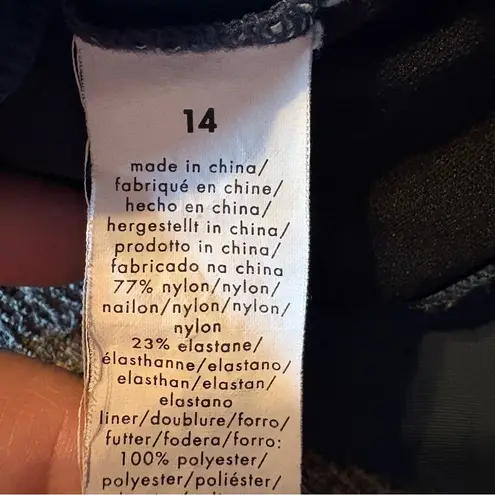 14
made in china/
fabriqué en chine/
hecho en china/
hergestellt in china/
prodotto in china/
fabricado na china
77% nylon/nylon/
nailon/nylon/nylon/
nylon
23% elastane/
élasthanne/elastano/
elasthan/elastan/
elastano
liner/doublure/forro/
futter/fodera/forro:
100% polyester/
polyester/poliéster/